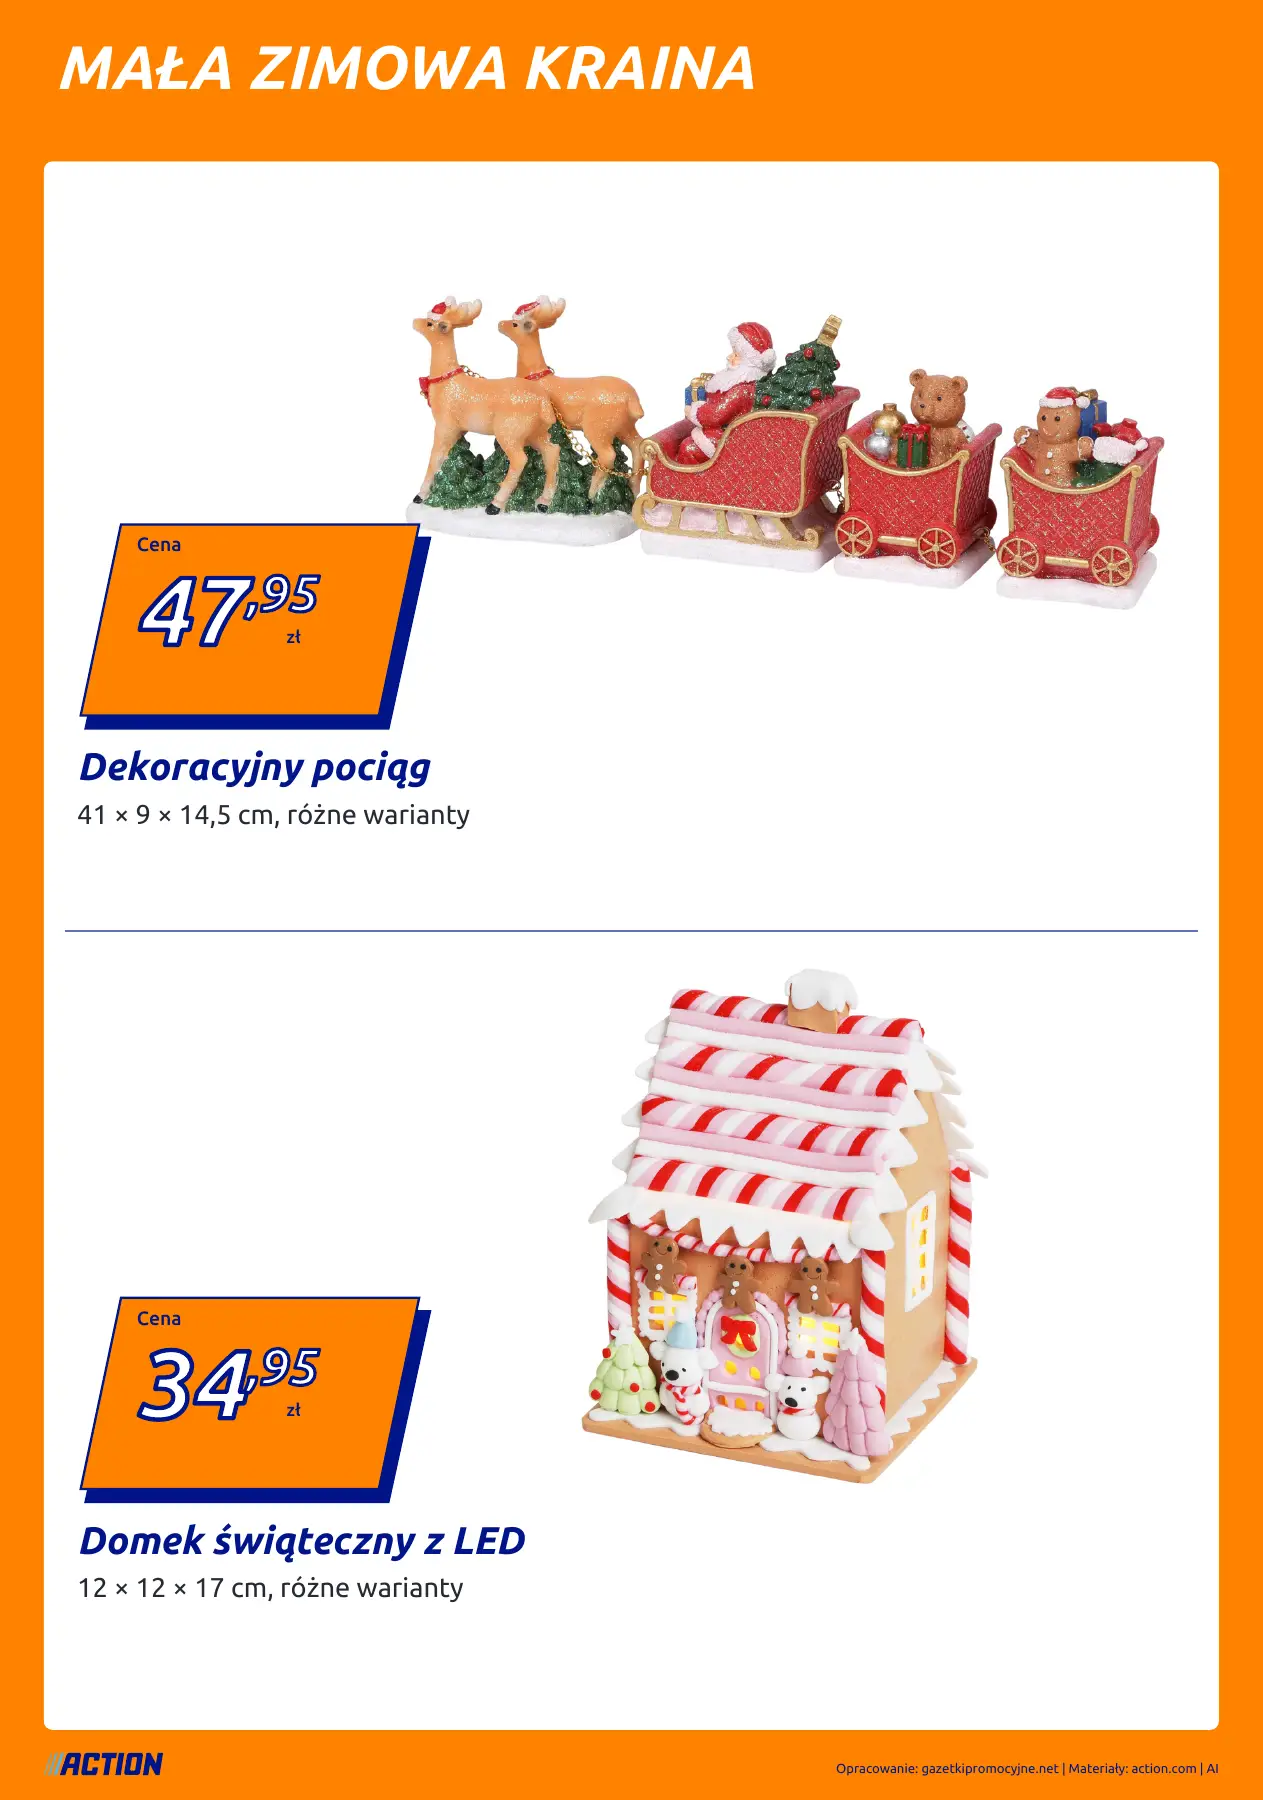 MAŁA ZIMOWA KRAINA
Cena
47,95
zł
Dekoracyjny pociąg
41 × 9 × 14,5 cm, różne warianty
Cena
34,95
zł
Domek świąteczny z LED
12 × 12 × 17 cm, różne warianty
ACTION
Opracowanie: gazetkipromocyjne.net | Materiały: action.com | AI